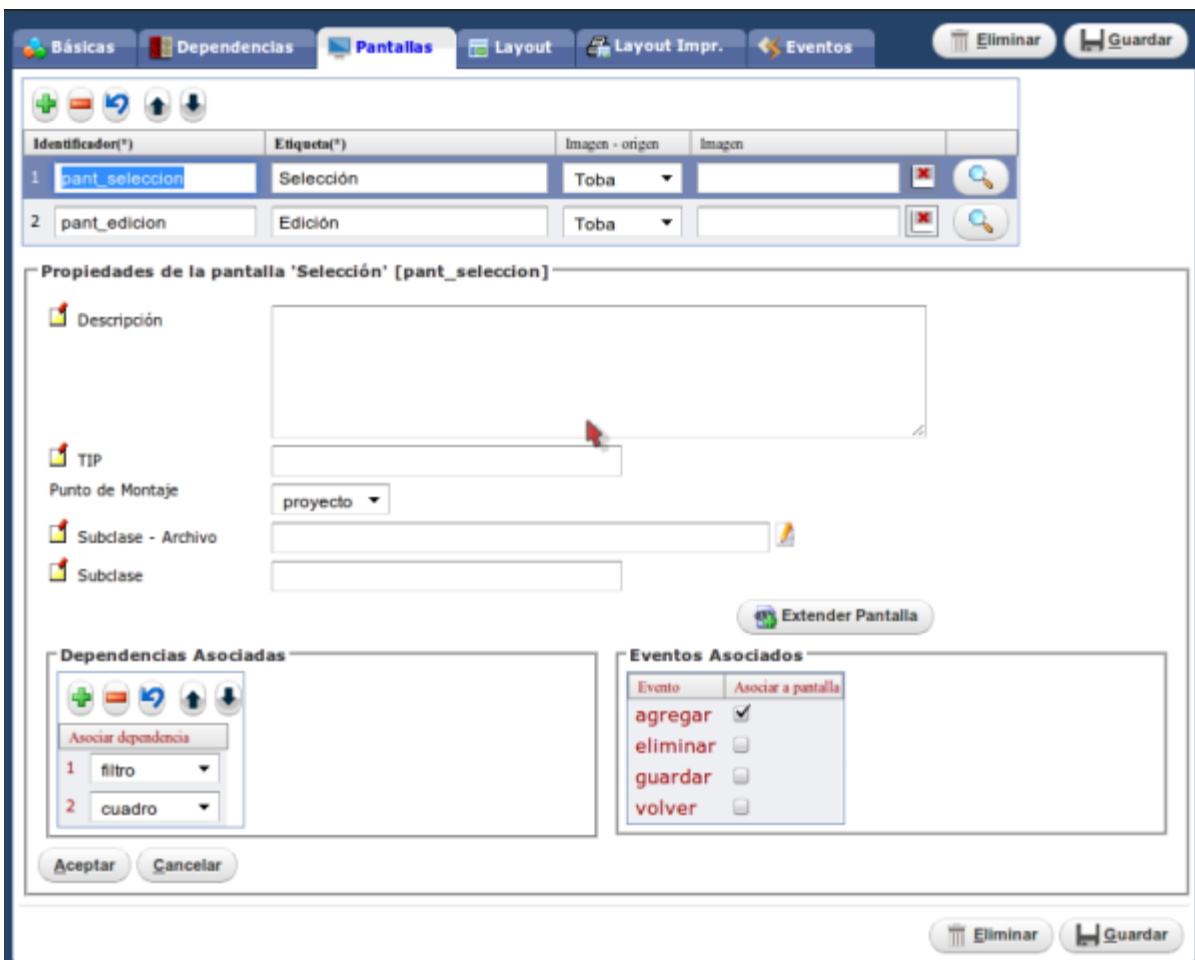 Básicas Dependencias Pantallas Layout Layout Impr. Eventos Eliminar Guardar
Identificador(*) Etiqueta(*) Imagen - origen Imagen
1 pant_seleccion Selección Toba
2 pant_edicion Edición Toba
Propiedades de la pantalla 'Selección' [pant_seleccion]
Descripción
TIP
Punto de Montaje proyecto
Subclase - Archivo
Subclase
Extender Pantalla
Dependencias Asociadas Eventos Asociados
Evento Asociar a pantalla
agregar
Asociar dependencia
eliminar
1 filtro
guardar
2 cuadro
volver
Aceptar Cancelar
Eliminar Guardar